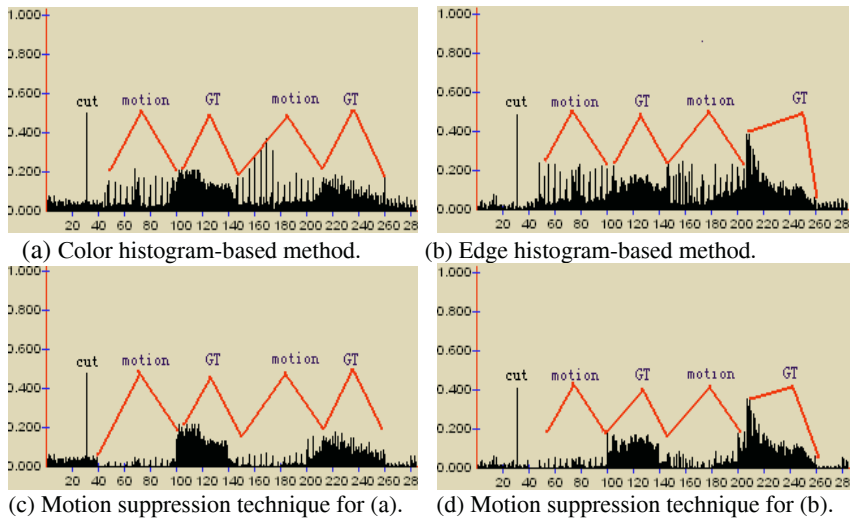 1.000
0.800
0.600
0.400
0.200
0.000
cut motion GT motion GT
20 40 60 80 100 120 140 160 180 200 220 240 260 28
(a) Color histogram-based method.
1.000
0.800
0.600
0.400
0.200
0.000
cut motion GT motion GT
20 40 60 80 100 120 140 160 180 200 220 240 260 28
(b) Edge histogram-based method.
1.000
0.800
0.600
0.400
0.200
0.000
cut motion GT motion GT
20 40 60 80 100 120 140 160 180 200 220 240 260 28
(c) Motion suppression technique for (a).
1.000
0.800
0.600
0.400
0.200
0.000
cut motion GT motion GT
20 40 60 80 100 120 140 160 180 200 220 240 260 28
(d) Motion suppression technique for (b).